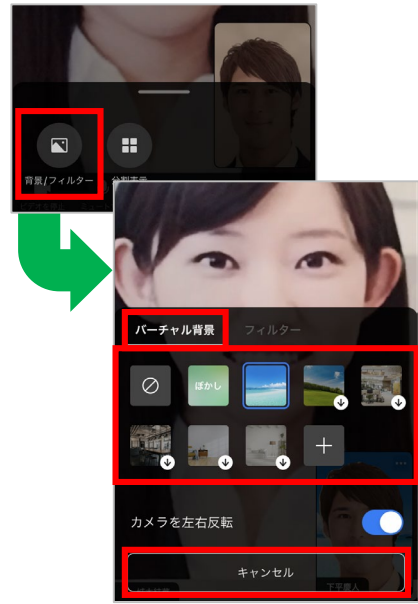 背景/フィルター
分割表示
バーチャル背景 フィルター
ぼかし
カメラを左右反転
キャンセル